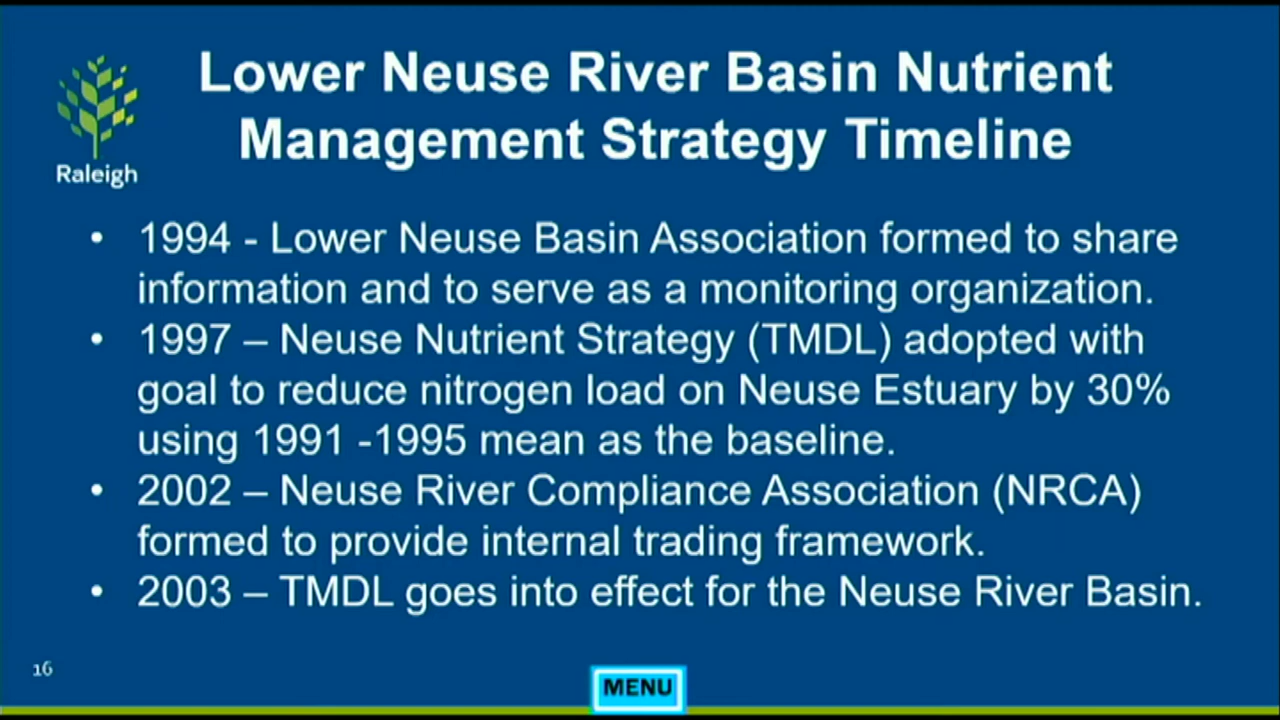 Lower Neuse River Basin Nutrient
Management Strategy Timeline
Raleigh
• 1994 - Lower Neuse Basin Association formed to share
information and to serve as a monitoring organization.
• 1997 – Neuse Nutrient Strategy (TMDL) adopted with
goal to reduce nitrogen load on Neuse Estuary by 30%
using 1991 -1995 mean as the baseline.
• 2002 – Neuse River Compliance Association (NRCA)
formed to provide internal trading framework.
• 2003 – TMDL goes into effect for the Neuse River Basin.
16
MENU